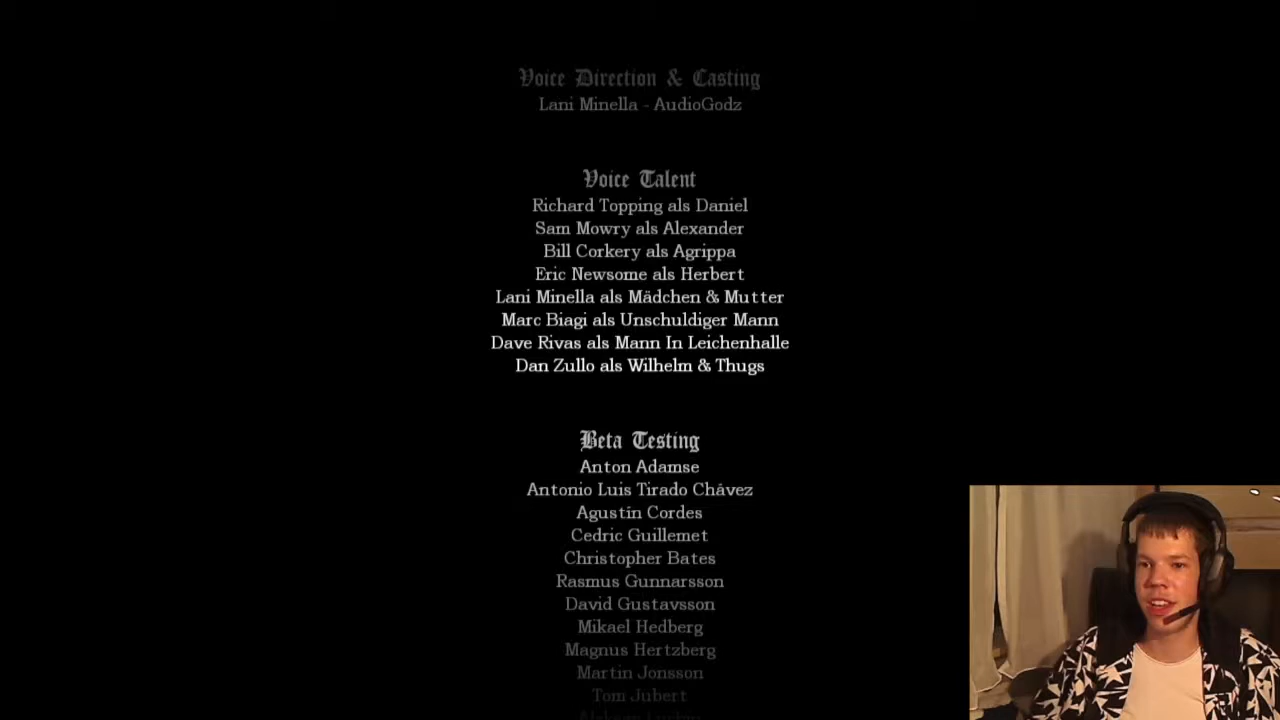 Voice Direction & Casting
Lani Minella - AudioGodz
Voice Talent
Richard Topping als Daniel
Sam Mowry als Alexander
Bill Corkery als Agrippa
Eric Newsome als Herbert
Lani Minella als Mädchen & Mutter
Marc Biagi als Unschuldiger Mann
Dave Rivas als Mann In Leichenhalle
Dan Zullo als Wilhelm & Thugs
Beta Testing
Anton Adamse
Antonio Luis Tirado Chávez
Agustín Cordes
Cedric Guillemet
Christopher Bates
Rasmus Gunnarsson
David Gustavsson
Mikael Hedberg
Magnus Hertzberg
Martin Jonsson
Tom Jubert